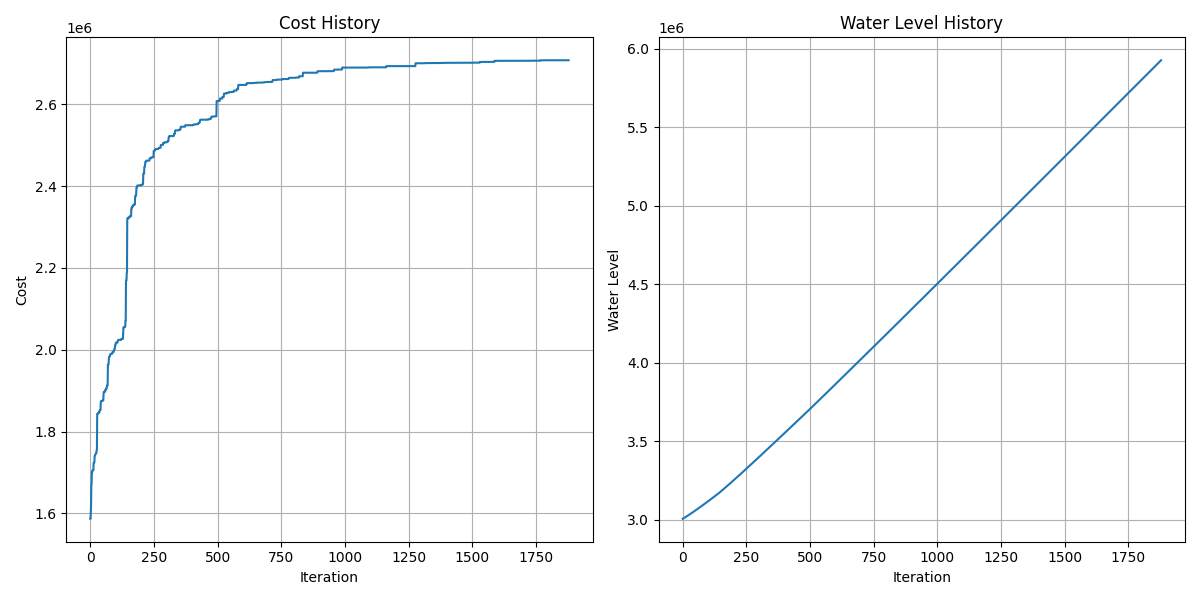 Cost History
1e6
2.6
2.4
2.2
2.0
1.8
1.6
Cost
0 250 500 750 1000 1250 1500 1750
Iteration
Water Level History
1e6
6.0
5.5
5.0
4.5
4.0
3.5
3.0
Water Level
0 250 500 750 1000 1250 1500 1750
Iteration